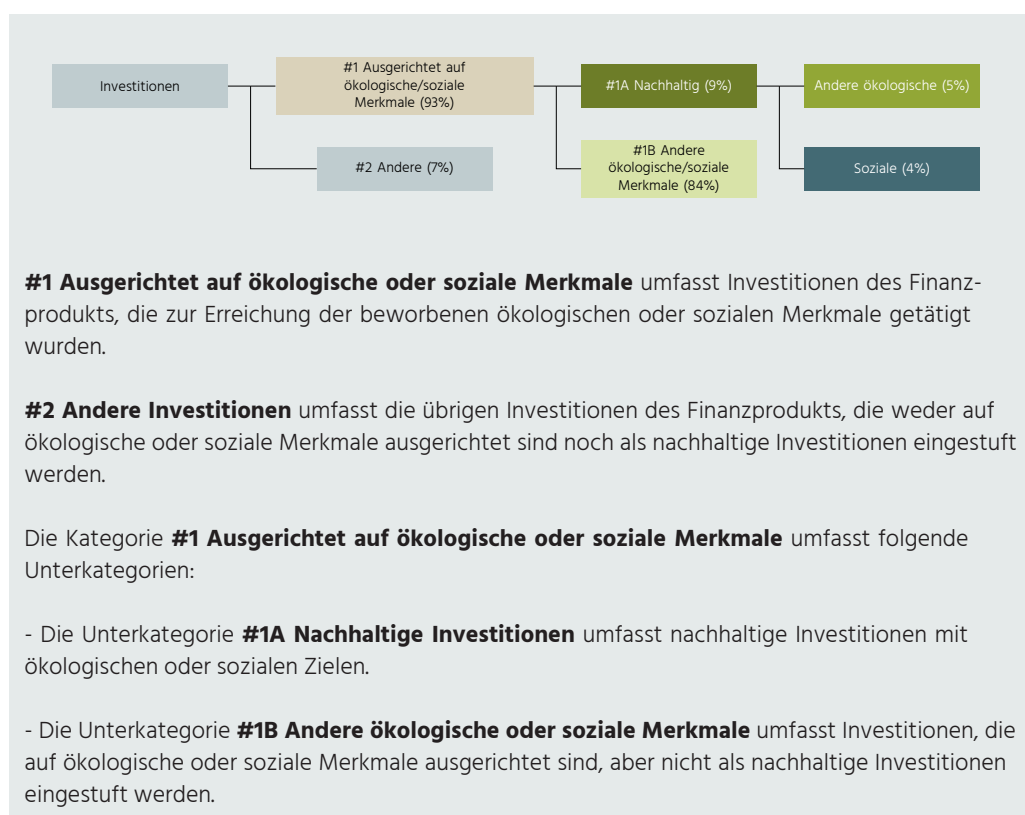 Investitionen
#1 Ausgerichtet auf
ökologische/soziale
Merkmale (93%)
#1A Nachhaltig (9%)
Andere ökologische (5%)
#2 Andere (7%)
#1B Andere
ökologische/soziale
Merkmale (84%)
Soziale (4%)
#1 Ausgerichtet auf ökologische oder soziale Merkmale umfasst Investitionen des Finanz-
produkts, die zur Erreichung der beworbenen ökologischen oder sozialen Merkmale getätigt
wurden.
#2 Andere Investitionen umfasst die übrigen Investitionen des Finanzprodukts, die weder auf
ökologische oder soziale Merkmale ausgerichtet sind noch als nachhaltige Investitionen eingestuft
werden.
Die Kategorie #1 Ausgerichtet auf ökologische oder soziale Merkmale umfasst folgende
Unterkategorien:
- Die Unterkategorie #1A Nachhaltige Investitionen umfasst nachhaltige Investitionen mit
ökologischen oder sozialen Zielen.
- Die Unterkategorie #1B Andere ökologische oder soziale Merkmale umfasst Investitionen, die
auf ökologische oder soziale Merkmale ausgerichtet sind, aber nicht als nachhaltige Investitionen
eingestuft werden.